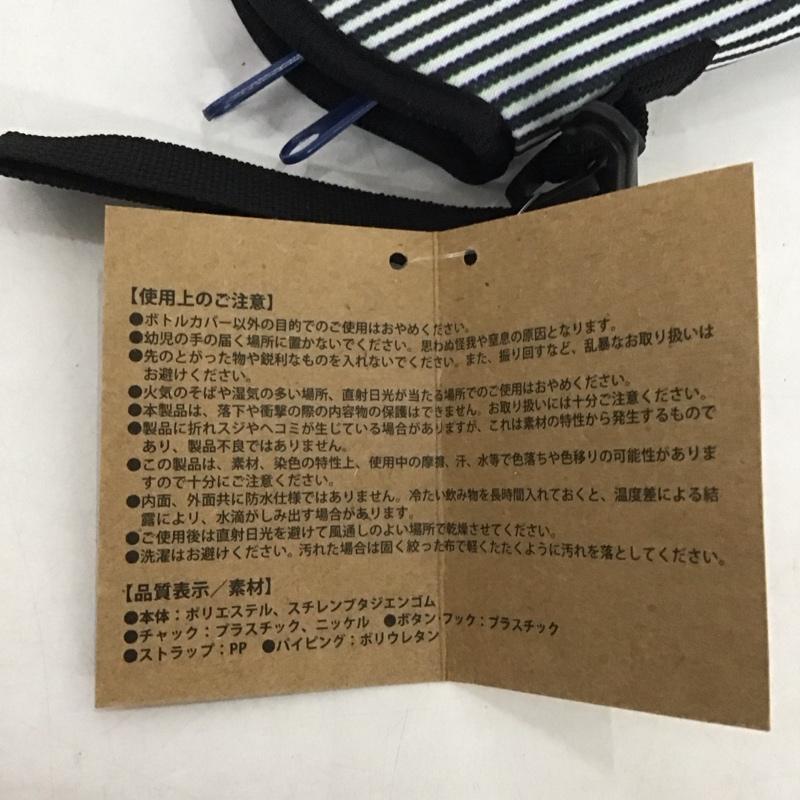 【使用上のご注意】
●ボトルカバー以外の目的でのご使用はおやめください。
●幼児の手の届く場所に置かないでください。思わぬ怪我や窒息の原因となります。
●先のとがった物や鋭利なものを入れないでください。また、振り回すなど、乱暴なお取り扱いは
お避けください。
●火気のそばや湿気の多い場所、直射日光が当たる場所でのご使用はおやめください。
●本製品は、落下や衝撃の際の内容物の保護はできません。お取り扱いには十分ご注意ください。
●製品に折れスジやヘコミが生じている場合がありますが、これは素材の特性から発生するもので
あり、製品不良ではありません。
●この製品は、素材、染色の特性上、使用中の摩擦、汗、水等で色落ちや色移りの可能性がありま
すので十分にご注意ください。
●内面、外面共に防水仕様ではありません。冷たい飲み物を長時間入れておくと、温度差による結
露により、水滴がしみ出す場合があります。
●ご使用後は直射日光を避けて風通しのよい場所で乾燥させてください。
●洗濯はお避けください。汚れた場合は固く絞った布で軽くたたくように汚れを落としてください。
【品質表示／素材】
●本体：ポリエステル、スチレンブタジエンゴム
●チャック：プラスチック、ニッケル ●ボタンフック：プラスチック
●ストラップ：PP ●パイピング：ポリウレタン